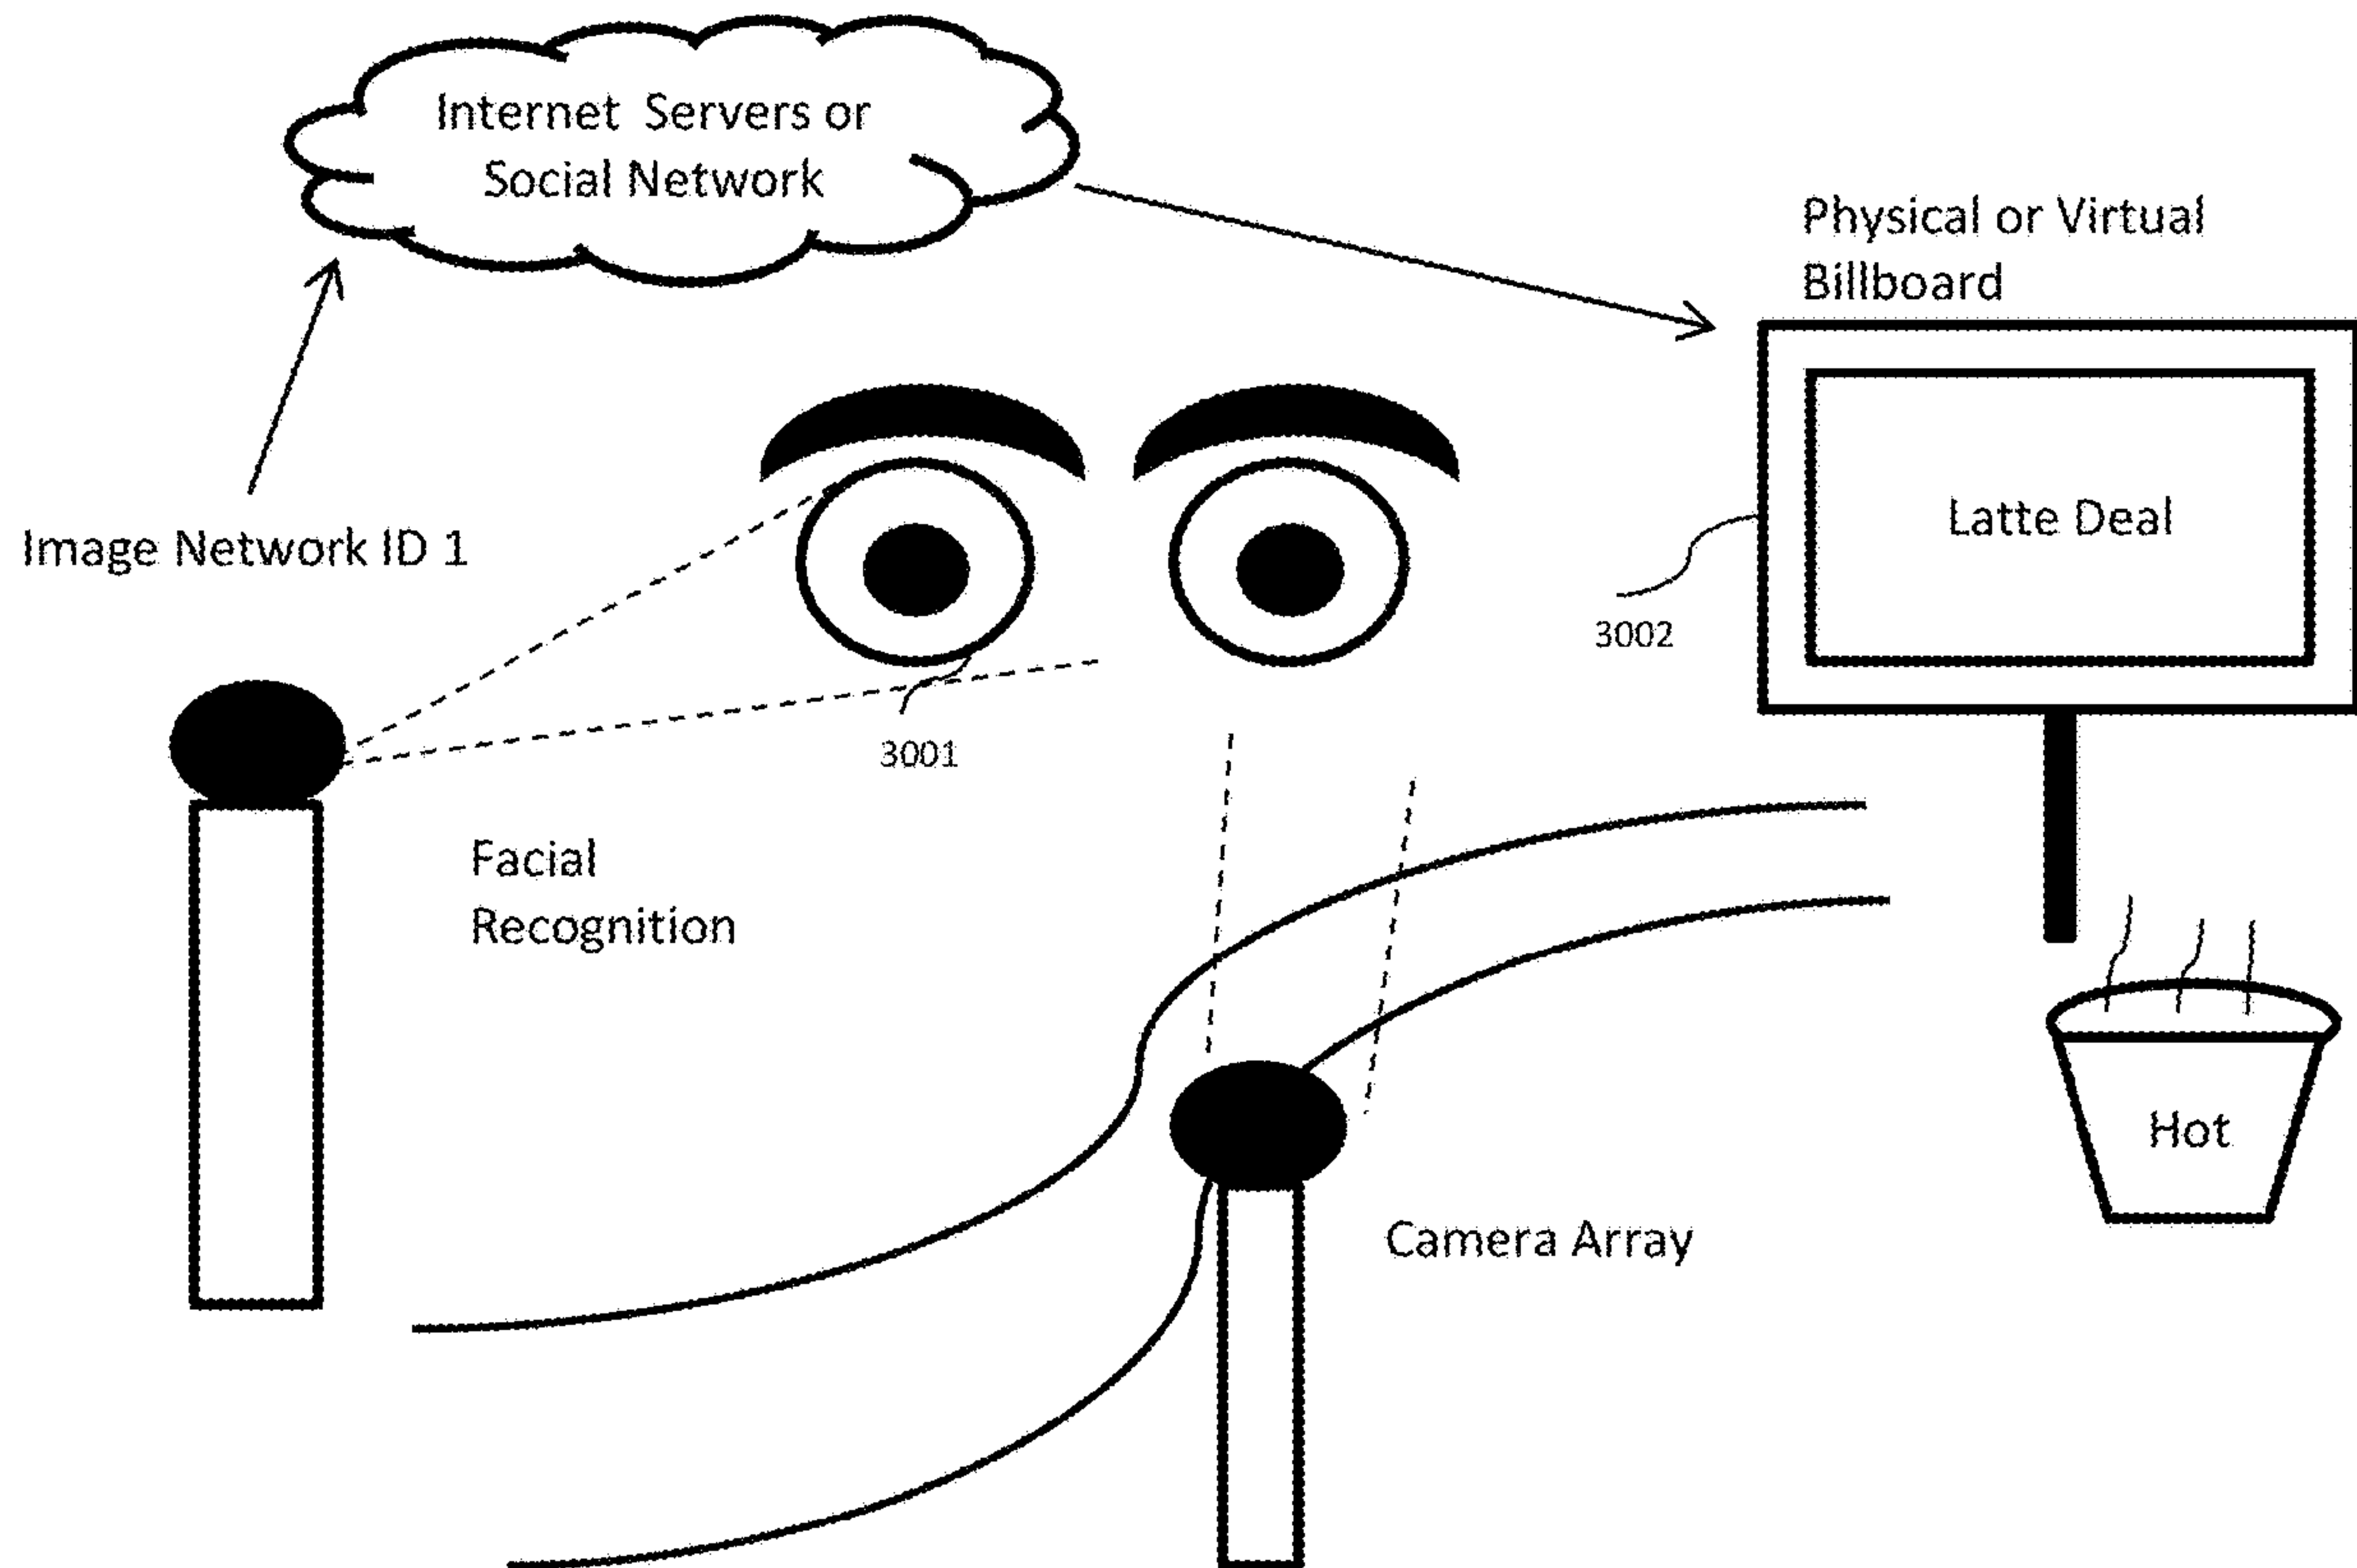 Internet Servers or
Social Network
Physical or Virtual
Billboard
Latte Deal
Image Network ID 1
3002
3001
Facial
Recognition
Hot
Camera Array